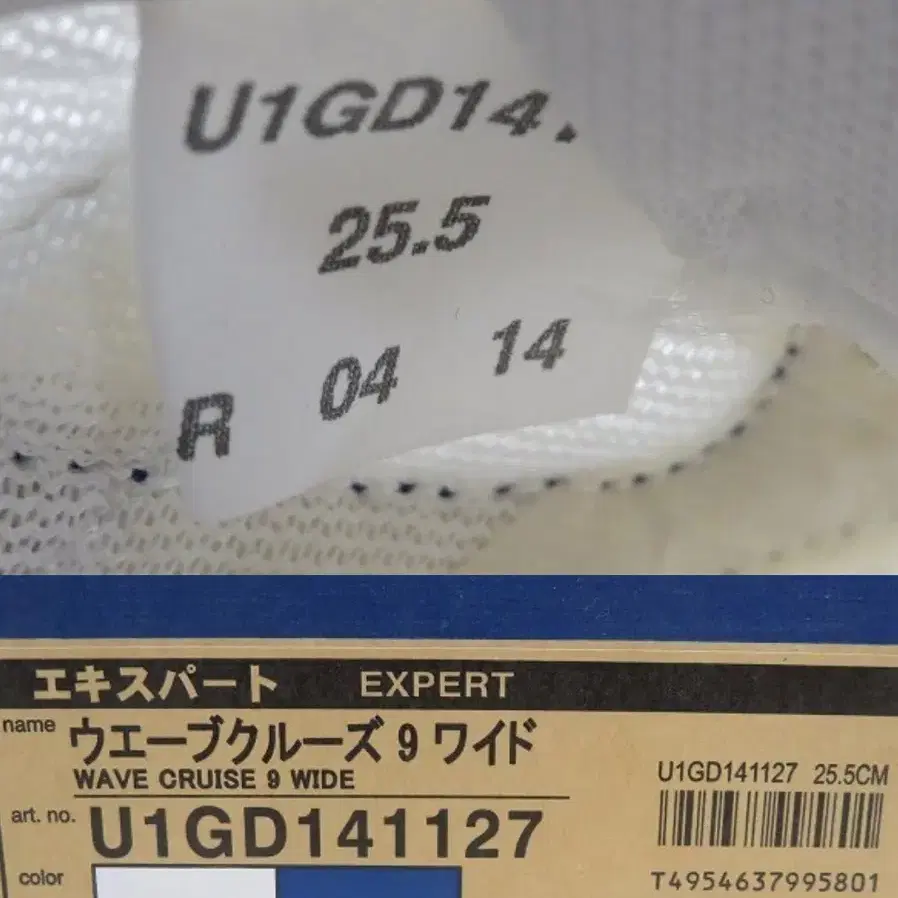 U1GD14.
25.5
R 04 14
エキスパート EXPERT
name ウエーブクルーズ 9 ワイド
WAVE CRUISE 9 WIDE
U1GD141127 25.5CM
art. no. U1GD141127
T4954637995801
color